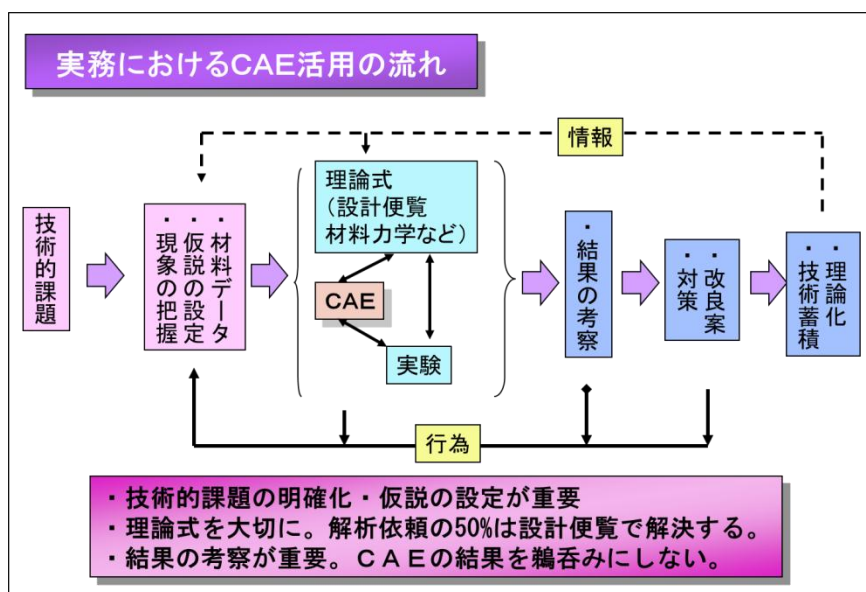 実務におけるCAE活用の流れ
情報
技術的課題
・材料データ
・仮説の設定
現象の把握
理論式
(設計便覧
材料力学など)
CAE
実験
・結果の考察
・改良案
・対策
・理論化
・技術蓄積
行為
・技術的課題の明確化・仮説の設定が重要
・理論式を大切に。解析依頼の50%は設計便覧で解決する。
・結果の考察が重要。CAEの結果を鵜呑みにしない。